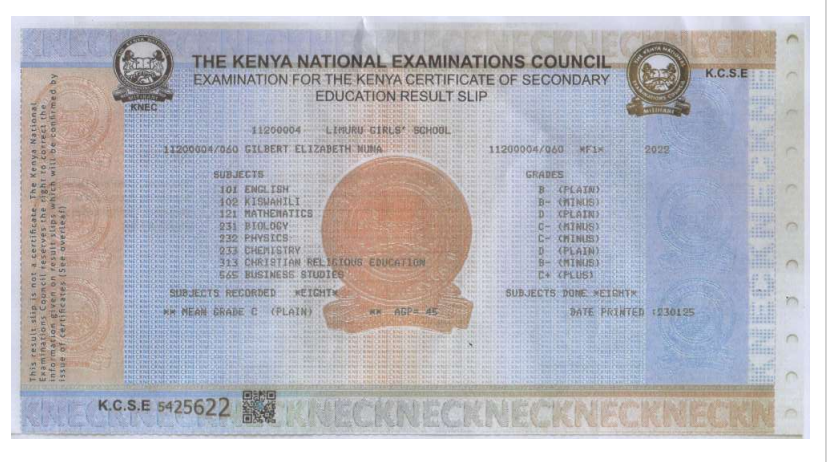 THE KENYA NATIONAL EXAMINATIONS COUNCIL
EXAMINATION FOR THE KENYA CERTIFICATE OF SECONDARY
EDUCATION RESULT SLIP
KNEC
K.C.S.E
This result slip is not a certificate. The Kenya National
Examinations Council reserves the right to correct the
information given on result slips which will be confirmed by
issue of certificates (See overleaf)
11200004 LIMURU GIRLS' SCHOOL
11200004/060 GILBERT ELIZABETH NUNA 11200004/060 *F1* 2022
SUBJECTS GRADES
101 ENGLISH B (PLAIN)
102 KISWAHILI B- (MINUS)
121 MATHEMATICS D (PLAIN)
231 BIOLOGY C- (MINUS)
232 PHYSICS C- (MINUS)
233 CHEMISTRY D (PLAIN)
313 CHRISTIAN RELIGIOUS EDUCATION B- (MINUS)
565 BUSINESS STUDIES C+ (PLUS)
SUBJECTS RECORDED *EIGHT* SUBJECTS DONE *EIGHT*
** MEAN GRADE C (PLAIN) ** AGP= 45 DATE PRINTED :230125
K.C.S.E 5425622
KNECKNECKNECKNECKNECKN